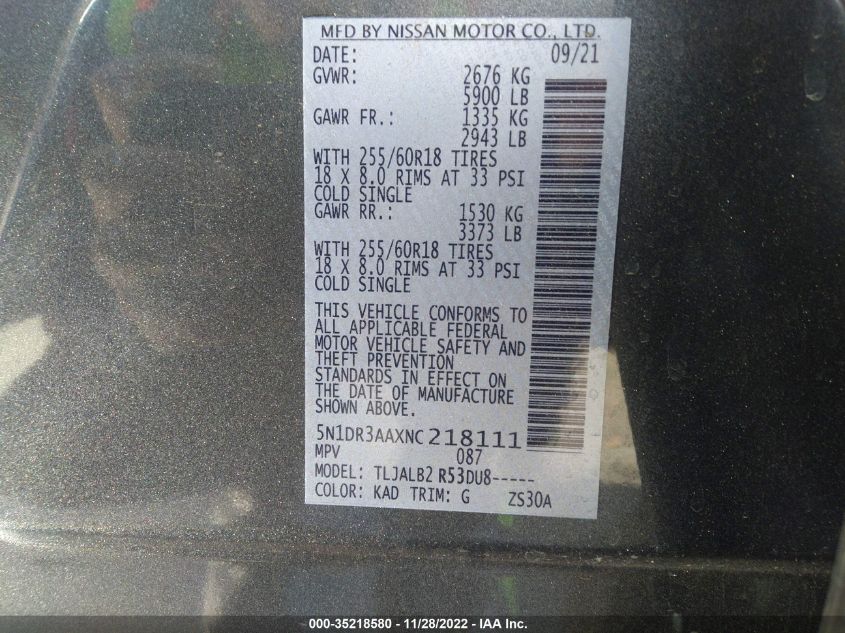 MFD BY NISSAN MOTOR CO., LTD.
DATE: 09/21
GVWR: 2676 KG
5900 LB
GAWR FR.: 1335 KG
2943 LB
WITH 255/60R18 TIRES
18 X 8.0 RIMS AT 33 PSI
COLD SINGLE
GAWR RR.: 1530 KG
3373 LB
WITH 255/60R18 TIRES
18 X 8.0 RIMS AT 33 PSI
COLD SINGLE
THIS VEHICLE CONFORMS TO
ALL APPLICABLE FEDERAL
MOTOR VEHICLE SAFETY AND
THEFT PREVENTION
STANDARDS IN EFFECT ON
THE DATE OF MANUFACTURE
SHOWN ABOVE.
5N1DR3AAXNC218111
MPV 087
MODEL: TLJALB2 R53DU8-----
COLOR: KAD TRIM: G ZS30A
000-35218580 - 11/28/2022 - IAA Inc.